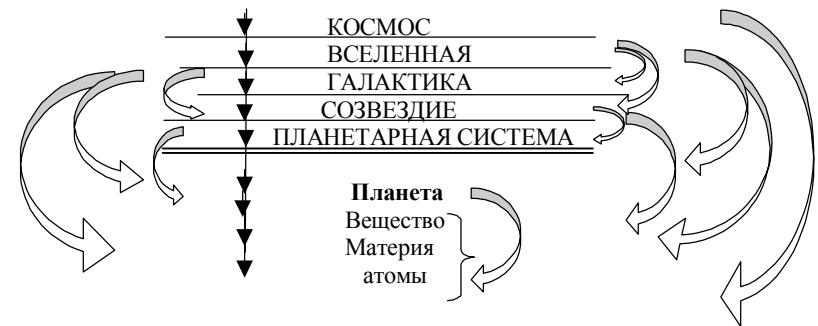 КОСМОС
ВСЕЛЕННАЯ
ГАЛАКТИКА
СОЗВЕЗДИЕ
ПЛАНЕТАРНАЯ СИСТЕМА
Планета
Вещество
Материя
атомы